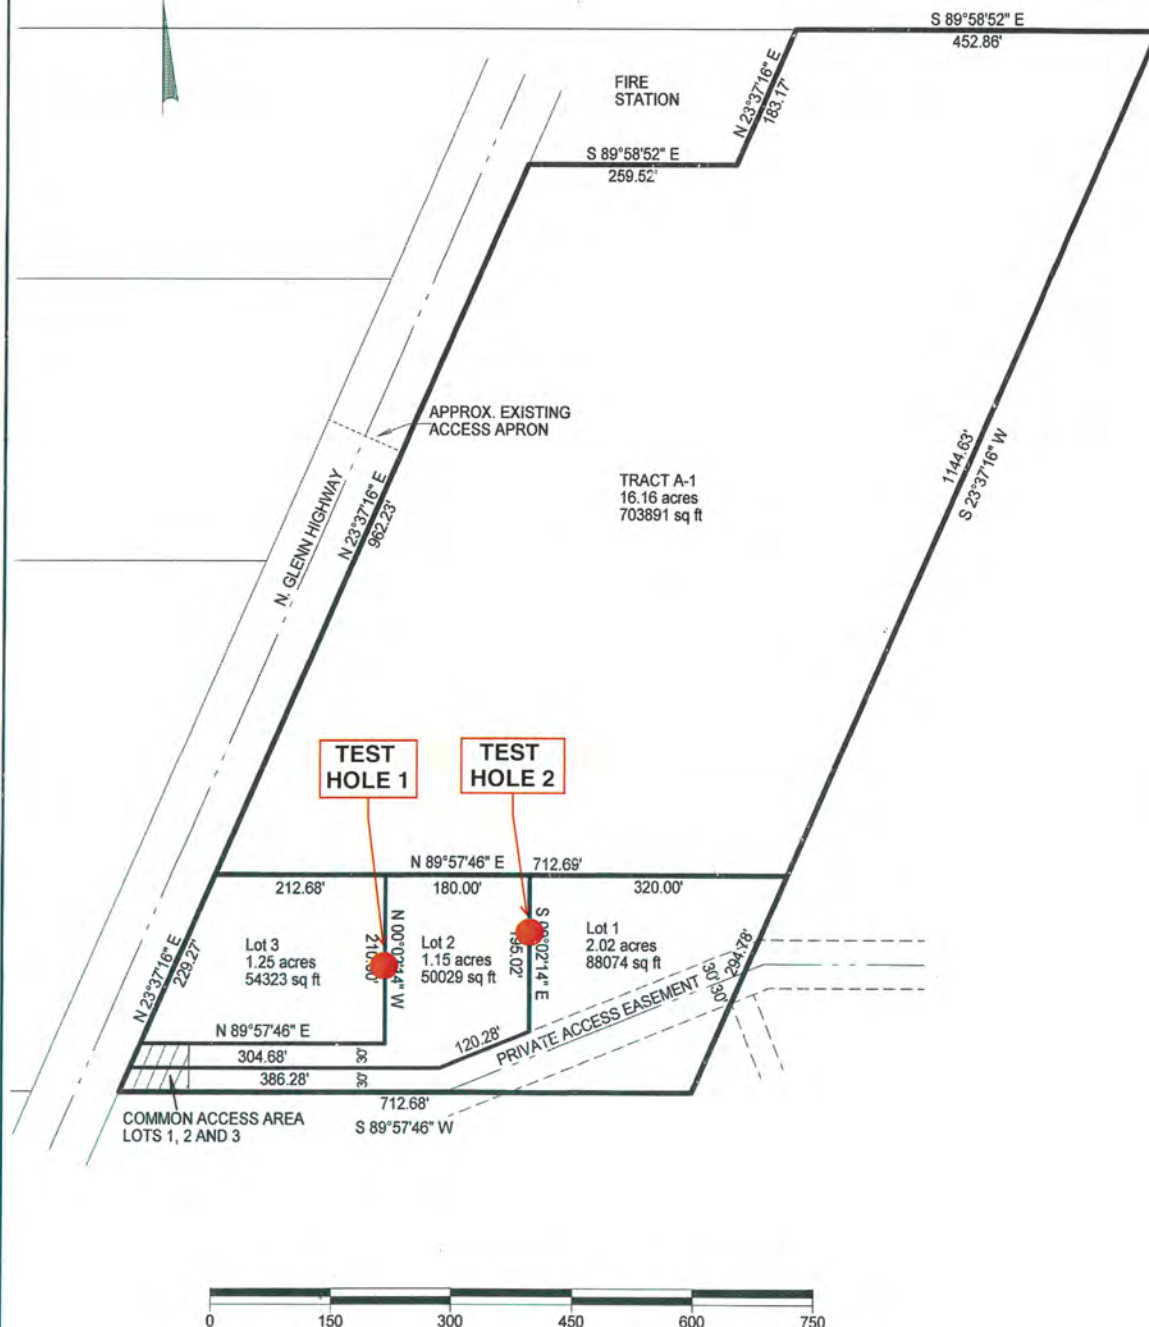 S 89°58'52" E
452.86'
FIRE
STATION
N 23°37'16" E
183.17'
S 89°58'52" E
259.52'
APPROX. EXISTING
ACCESS APRON
N. GLENN HIGHWAY
N 23°37'16" E
962.23'
TRACT A-1
16.16 acres
703891 sq ft
1144.63'
S 23°37'16" W
TEST
HOLE 1
TEST
HOLE 2
N 89°57'46" E 712.69'
212.68' 180.00' 320.00'
N 23°37'16" E
229.27'
Lot 3
1.25 acres
54323 sq ft
N 00°02'14" W
Lot 2
1.15 acres
50029 sq ft
S 00°02'14" E
195.02'
Lot 1
2.02 acres
88074 sq ft
294.78'
30' 30'
PRIVATE ACCESS EASEMENT
N 89°57'46" E
304.68' 30'
120.28'
386.28' 30'
712.68'
S 89°57'46" W
COMMON ACCESS AREA
LOTS 1, 2 AND 3
0 150 300 450 600 750